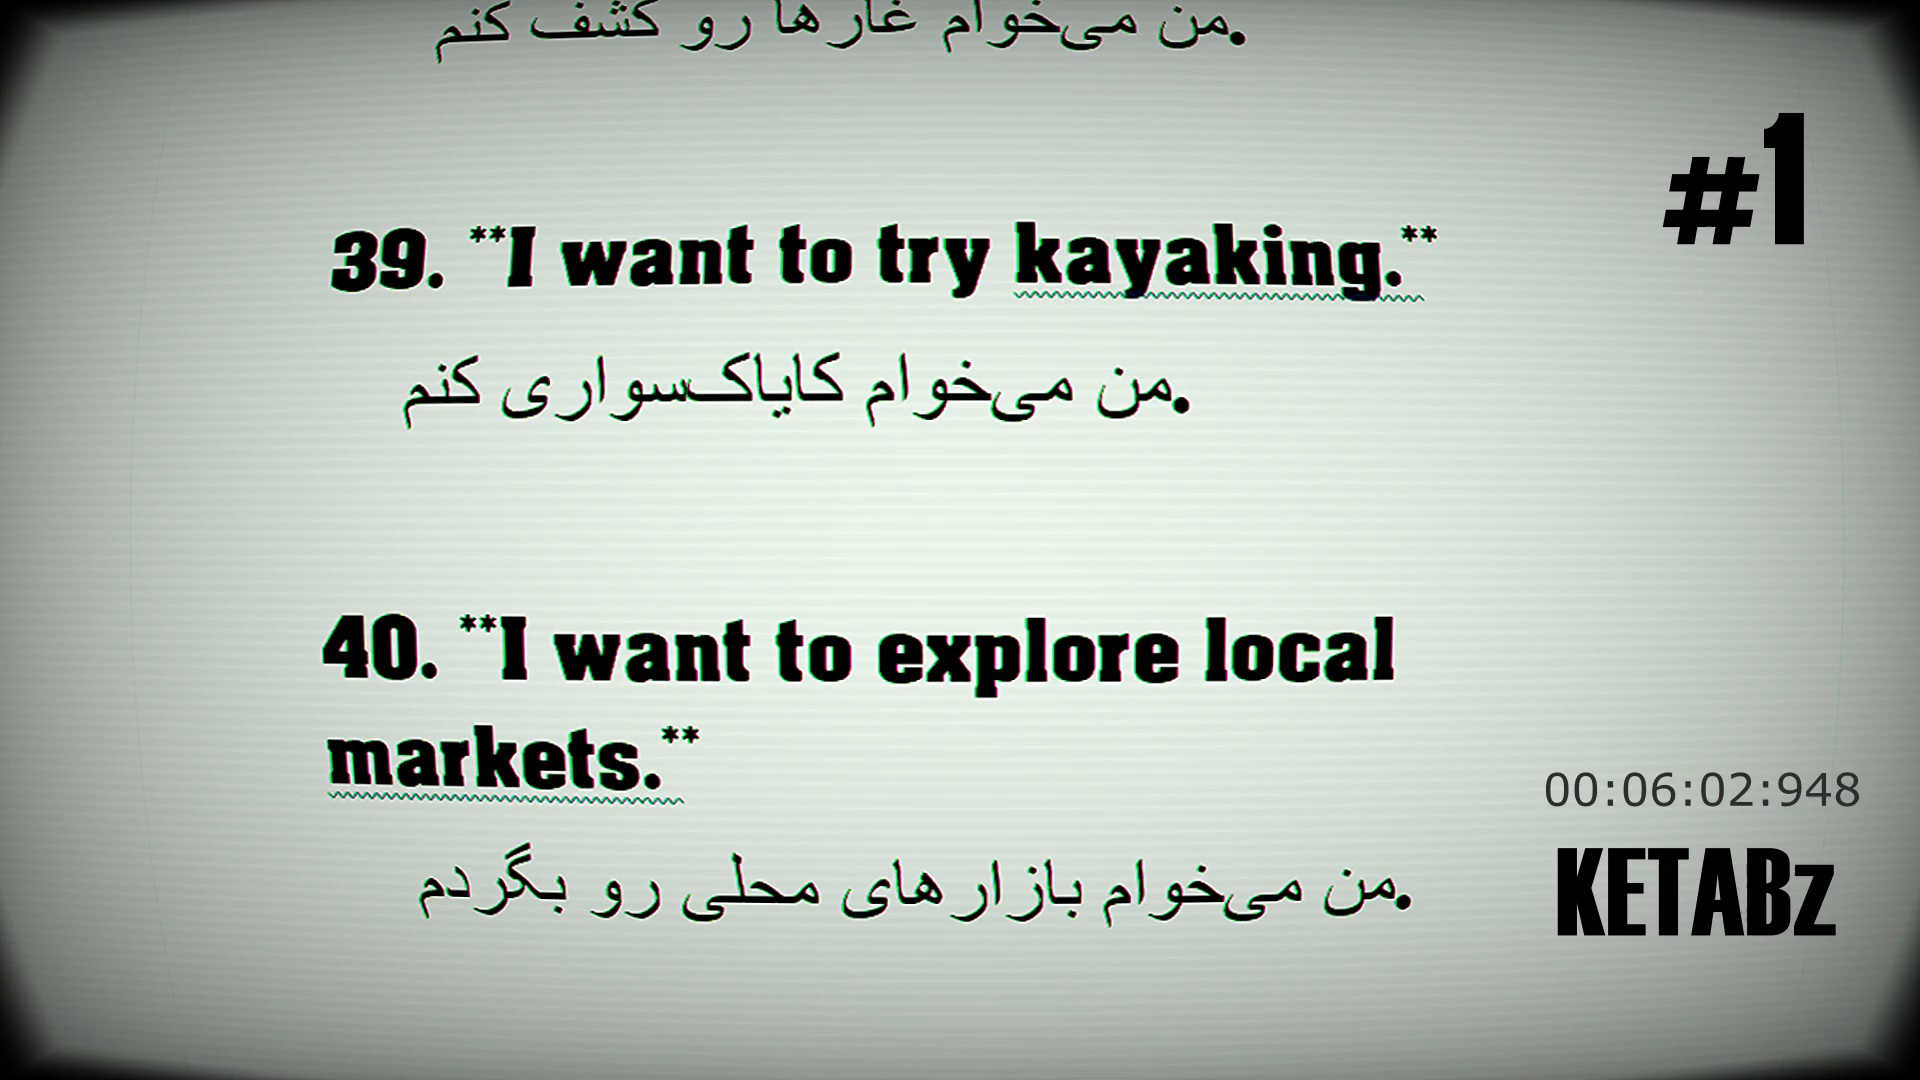 من می‌خوام غارها رو کشف کنم.
#1
39. **I want to try kayaking.**
من می‌خوام کایاک‌سواری کنم.
40. **I want to explore local
markets.**
من می‌خوام بازارهای محلی رو بگردم.
00:06:02:948
KETABz